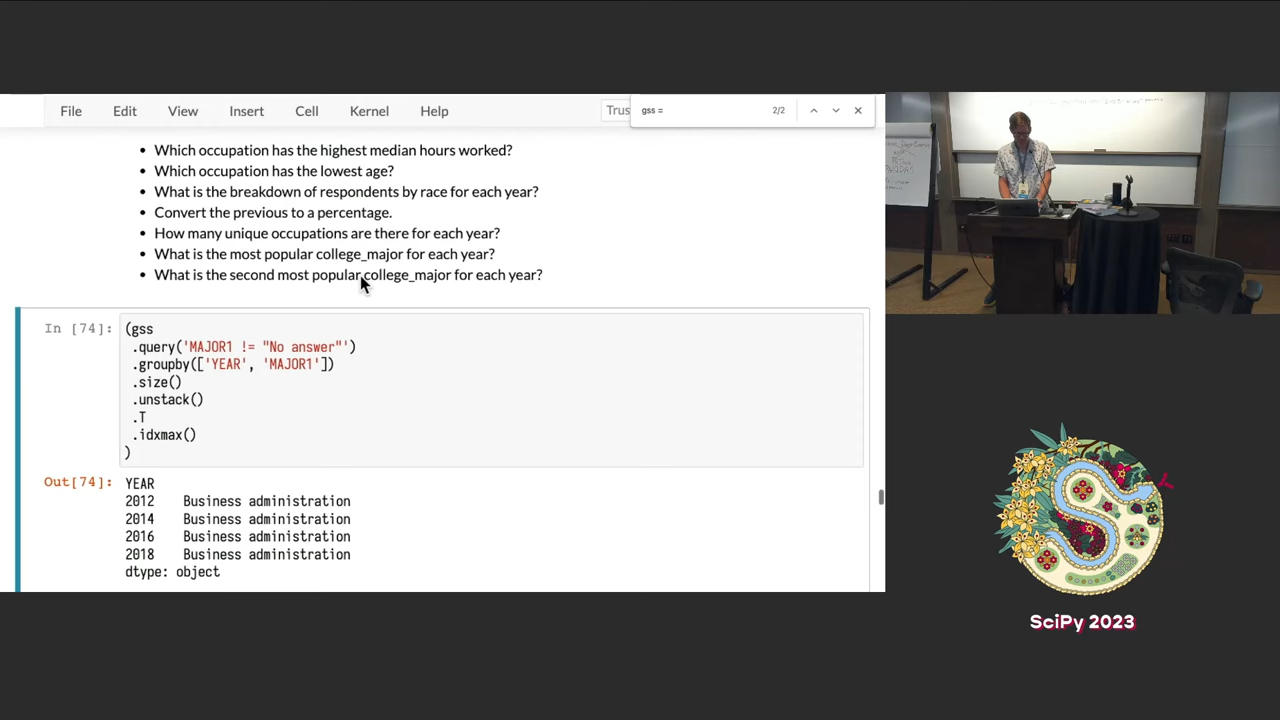 File Edit View Insert Cell Kernel Help Trus gss = 2/2
• Which occupation has the highest median hours worked?
• Which occupation has the lowest age?
• What is the breakdown of respondents by race for each year?
• Convert the previous to a percentage.
• How many unique occupations are there for each year?
• What is the most popular college_major for each year?
• What is the second most popular college_major for each year?
In [74]: (gss
.query('MAJOR1 != "No answer"')
.groupby(['YEAR', 'MAJOR1'])
.size()
.unstack()
.T
.idxmax()
)
Out[74]: YEAR
2012 Business administration
2014 Business administration
2016 Business administration
2018 Business administration
dtype: object
SciPy 2023